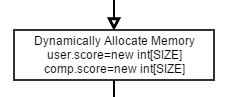 Dynamically Allocate Memory
user.score=new int[SIZE]
comp.score=new int[SIZE]